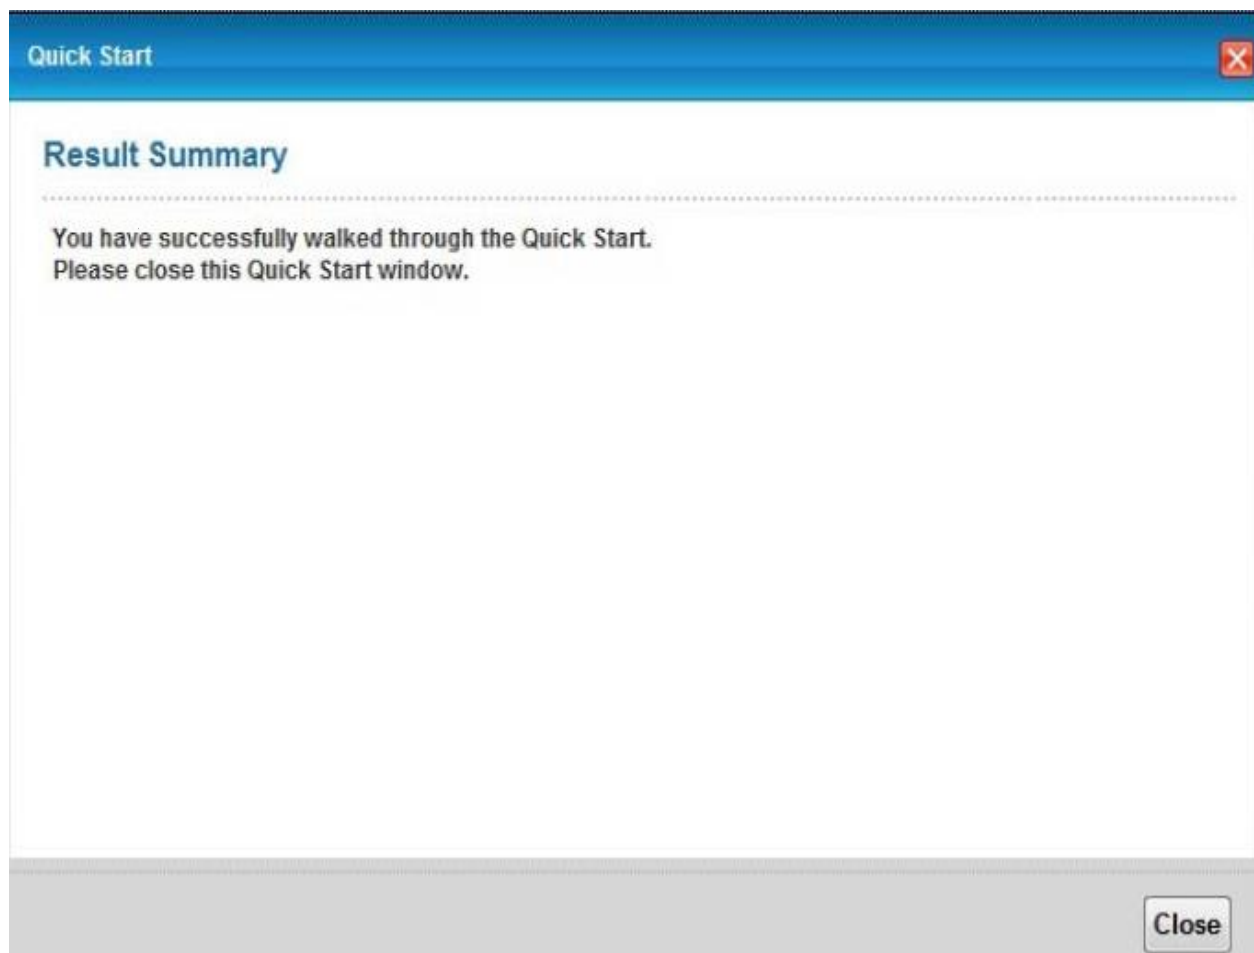 Quick Start
Result Summary
You have successfully walked through the Quick Start.
Please close this Quick Start window.
Close